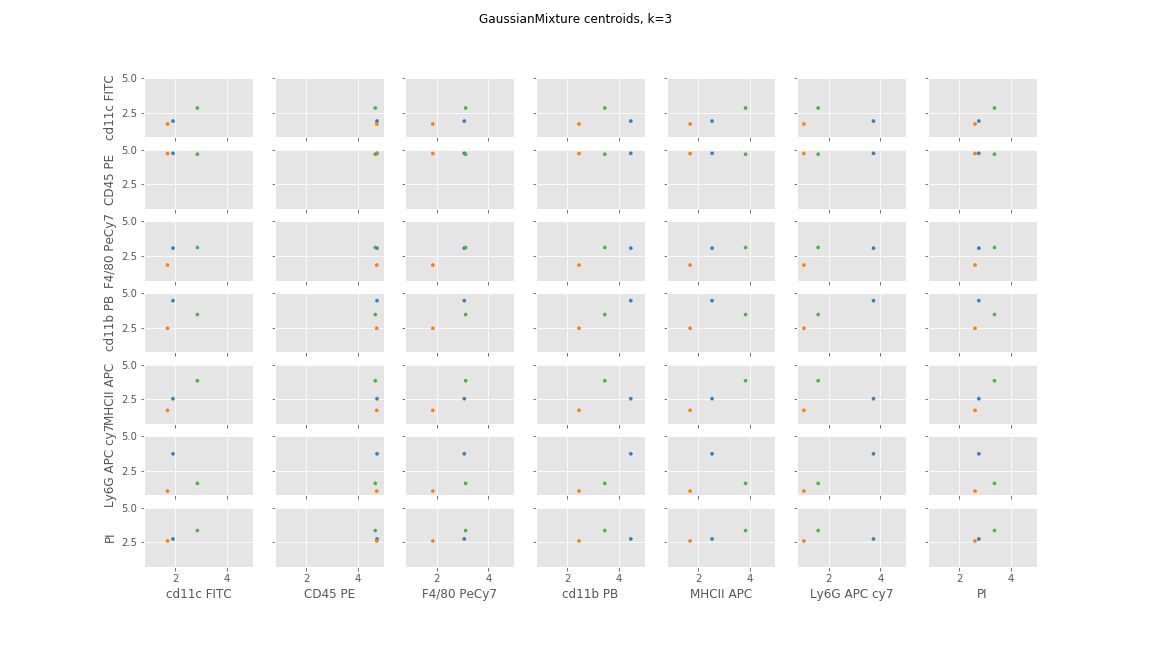 GaussianMixture centroids, k=3
cd11c FITC
5.0
2.5
CD45 PE
5.0
2.5
F4/80 PeCy7
5.0
2.5
cd11b PB
5.0
2.5
MHCII APC
5.0
2.5
Ly6G APC cy7
5.0
2.5
PI
5.0
2.5
2 4 2 4 2 4 2 4 2 4 2 4 2 4
cd11c FITC CD45 PE F4/80 PeCy7 cd11b PB MHCII APC Ly6G APC cy7 PI